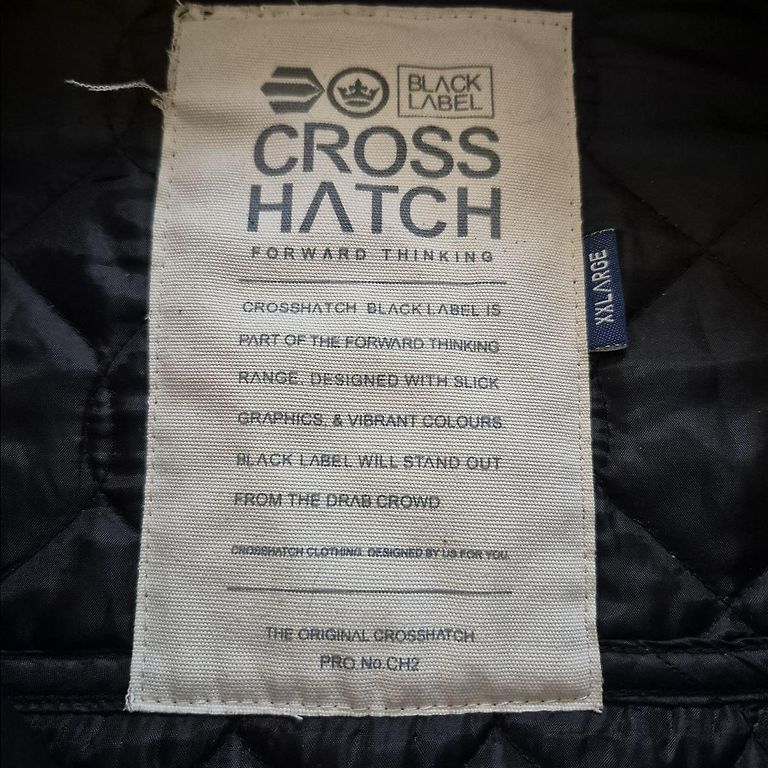 BLACK
LABEL
CROSS
HATCH
FORWARD THINKING
CROSSHATCH BLACK LABEL IS
PART OF THE FORWARD THINKING
RANGE. DESIGNED WITH SLICK
GRAPHICS, & VIBRANT COLOURS
BLACK LABEL WILL STAND OUT
FROM THE DRAB CROWD
CROSSHATCH CLOTHING. DESIGNED BY US FOR YOU.
THE ORIGINAL CROSSHATCH
PRO No.CH2
XXLARGE